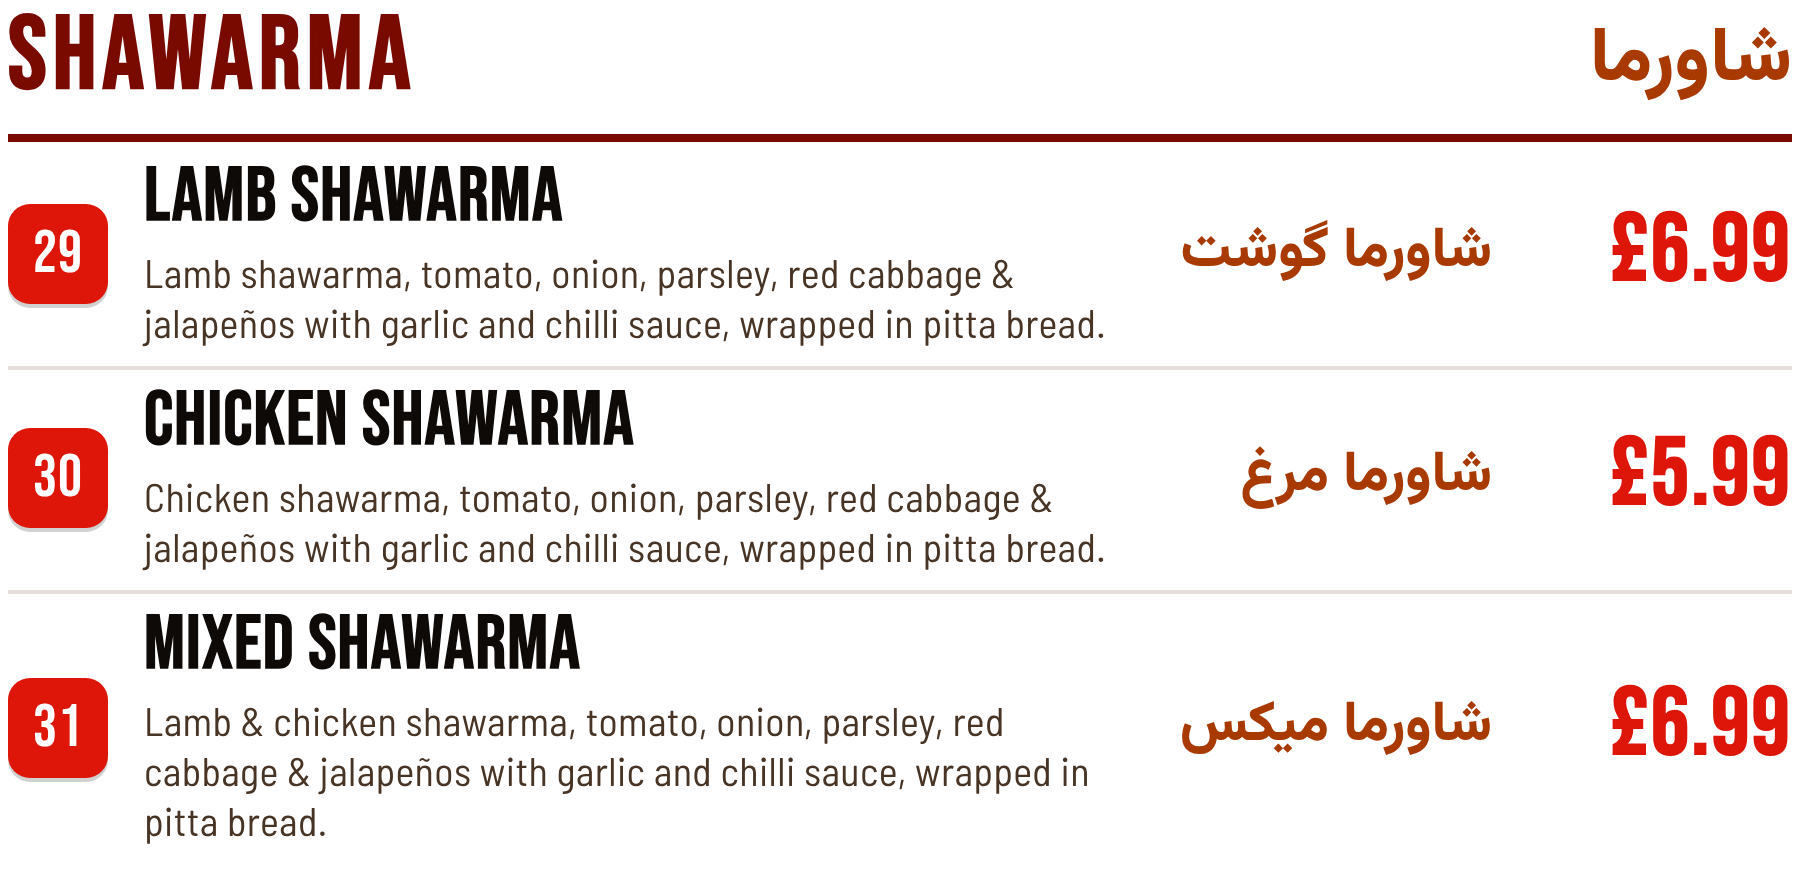 SHAWARMA شاورما
29 LAMB SHAWARMA شاورما گوشت £6.99
Lamb shawarma, tomato, onion, parsley, red cabbage &
jalapeños with garlic and chilli sauce, wrapped in pitta bread.
30 CHICKEN SHAWARMA شاورما مرغ £5.99
Chicken shawarma, tomato, onion, parsley, red cabbage &
jalapeños with garlic and chilli sauce, wrapped in pitta bread.
31 MIXED SHAWARMA شاورما میکس £6.99
Lamb & chicken shawarma, tomato, onion, parsley, red
cabbage & jalapeños with garlic and chilli sauce, wrapped in
pitta bread.